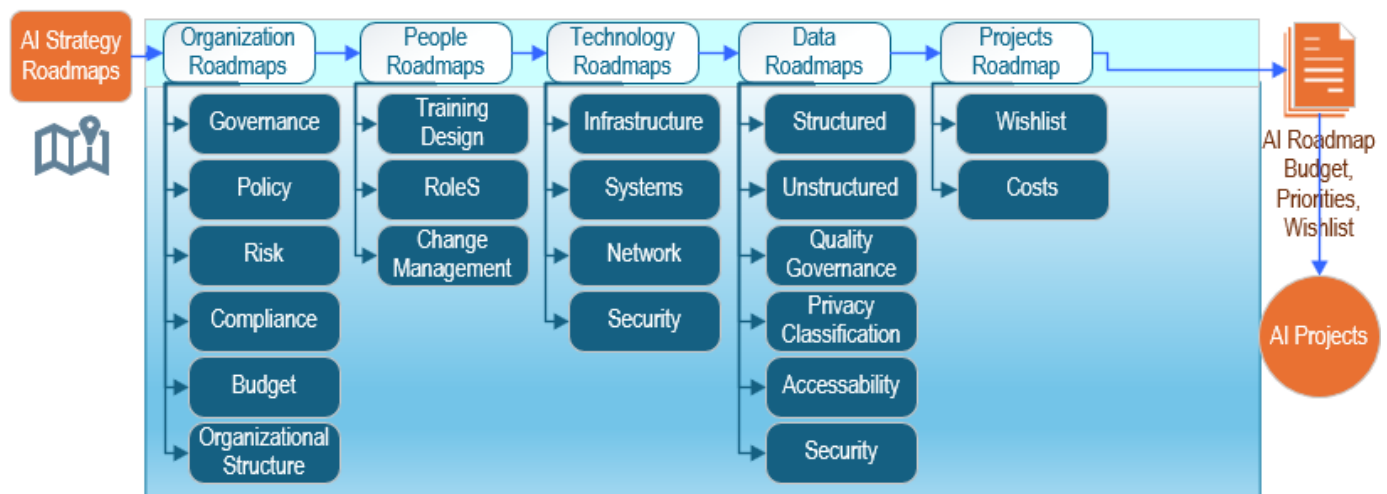 AI Strategy
Roadmaps
Organization
Roadmaps
People
Roadmaps
Technology
Roadmaps
Data
Roadmaps
Projects
Roadmap
Governance
Policy
Risk
Compliance
Budget
Organizational
Structure
Training
Design
RoleS
Change
Management
Infrastructure
Systems
Network
Security
Structured
Unstructured
Quality
Governance
Privacy
Classification
Accessability
Security
Wishlist
Costs
AI Roadmap
Budget,
Priorities,
Wishlist
AI Projects